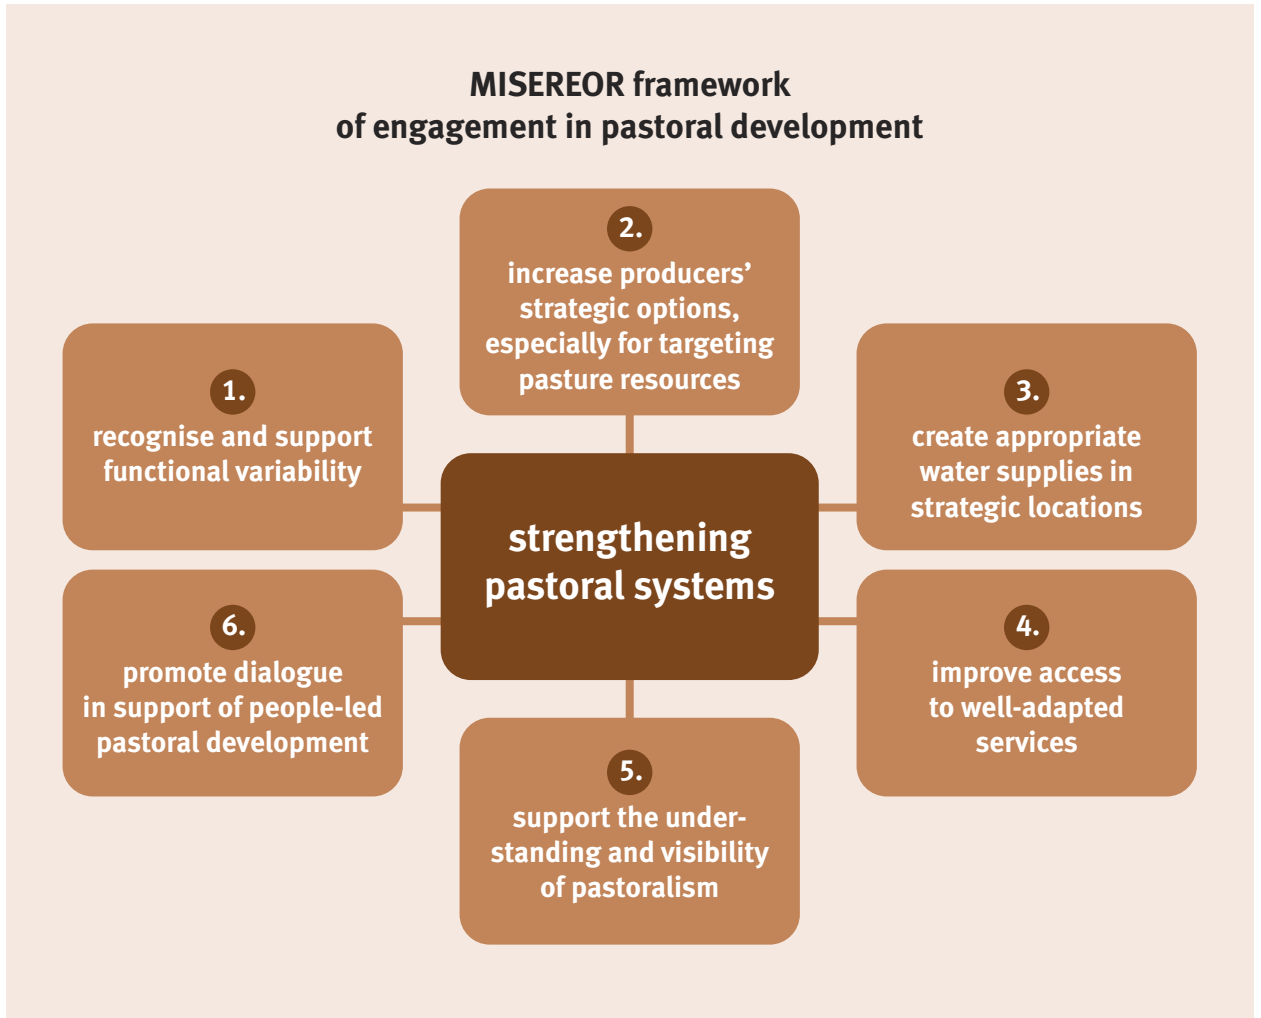 MISEREOR framework
of engagement in pastoral development
1.
recognise and support
functional variability
2.
increase producers’
strategic options,
especially for targeting
pasture resources
3.
create appropriate
water supplies in
strategic locations
strengthening
pastoral systems
4.
improve access
to well-adapted
services
5.
support the under-
standing and visibility
of pastoralism
6.
promote dialogue
in support of people-led
pastoral development